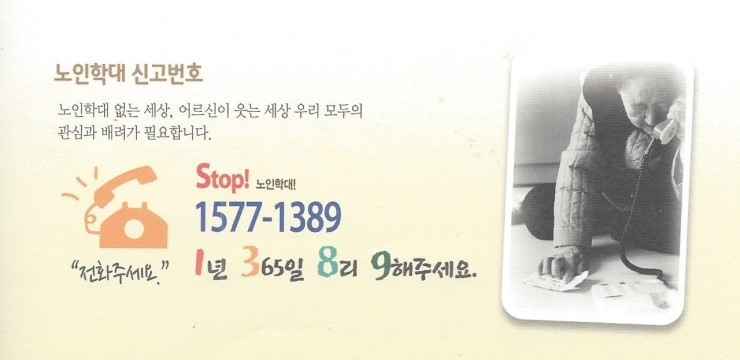 노인학대 신고번호
노인학대 없는 세상, 어르신이 웃는 세상 우리 모두의
관심과 배려가 필요합니다.
Stop! 노인학대!
1577-1389
"전화주세요."
1년 365일 8리 9해주세요.